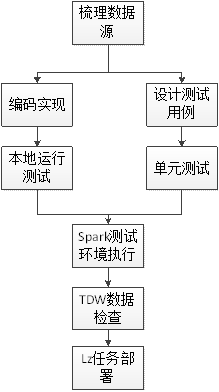 梳理数据
源
编码实现
设计测试
用例
本地运行
测试
单元测试
Spark测试
环境执行
TDW数据
检查
Lz任务部
署